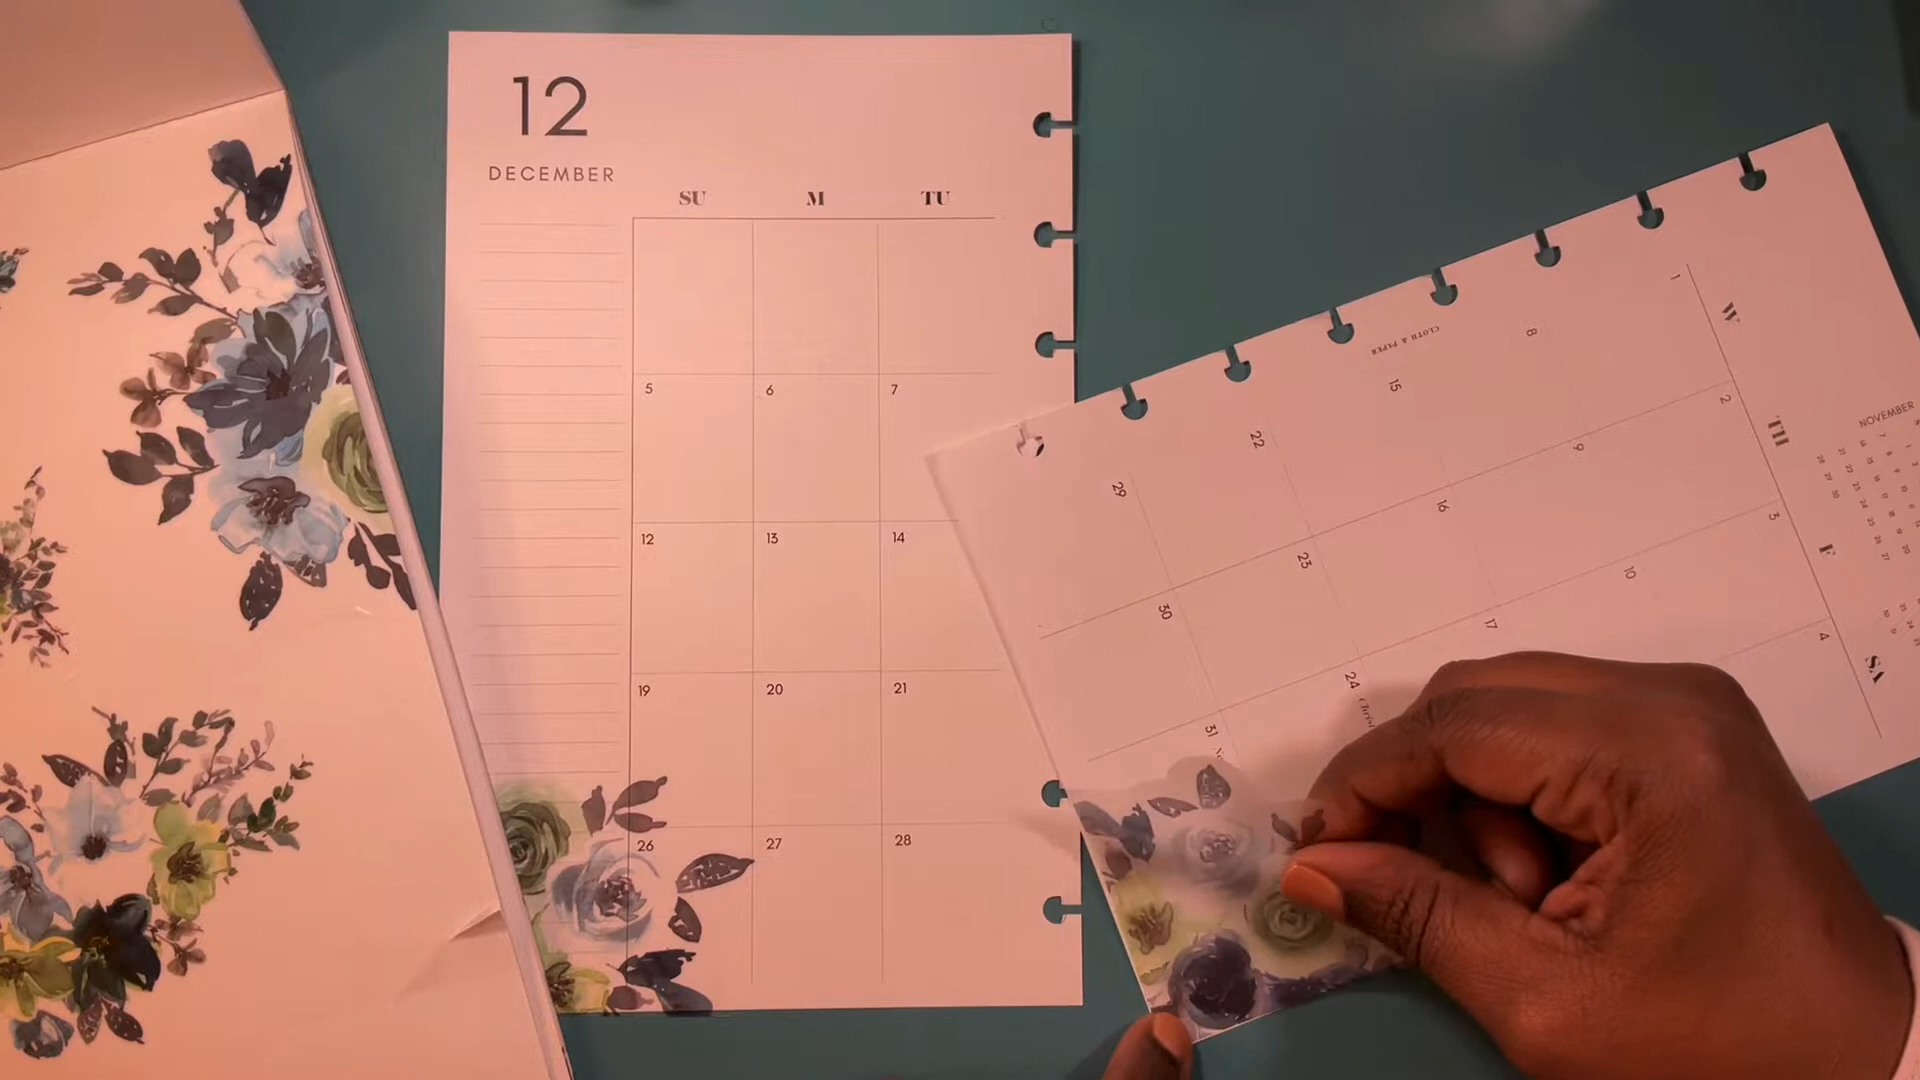 12
DECEMBER
SU M TU
5 6 7
12 13 14
19 20 21
26 27 28
W TH F SA
1 2 3 4
8 9 10
15 16 17
22 23 24
29 30 31
CLOTH & PAPER
NOVEMBER